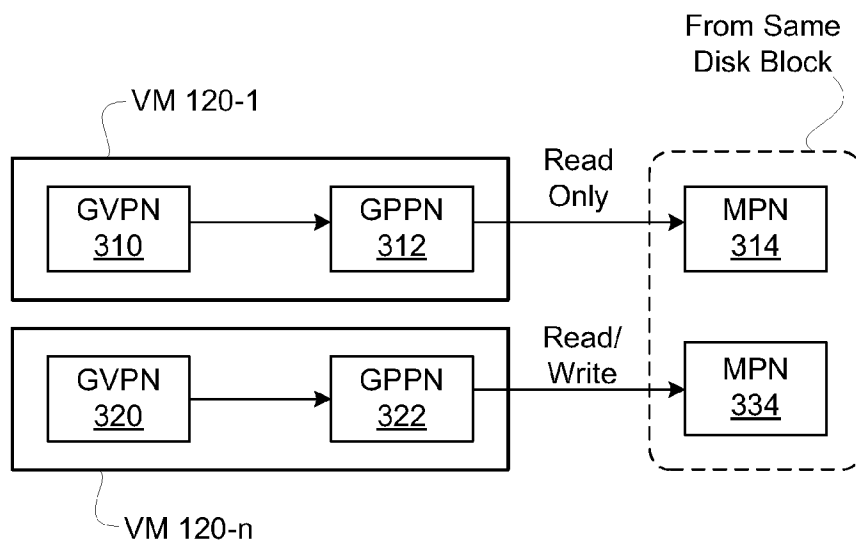 From Same
Disk Block
VM 120-1
GVPN
310
GPPN
312
Read
Only
MPN
314
GVPN
320
GPPN
322
Read/
Write
MPN
334
VM 120-n